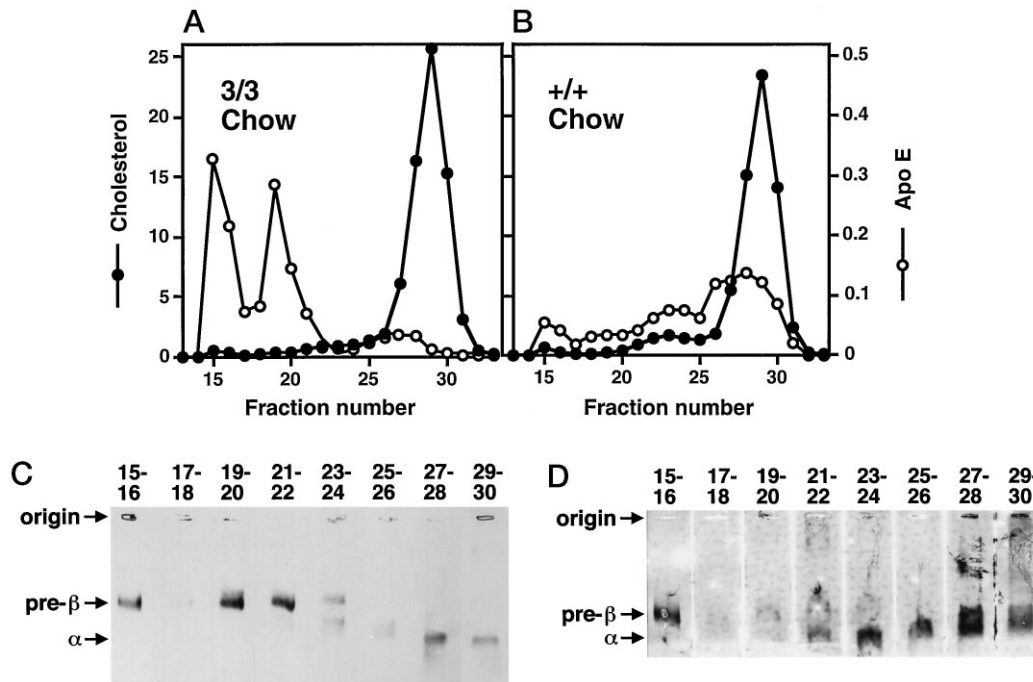 A
B
25
20
15
10
5
0
3/3
Chow
+/+
Chow
0.5
0.4
0.3
0.2
0.1
0
Cholesterol
Apo E
15 20 25 30
15 20 25 30
Fraction number
Fraction number
C
15- 17- 19- 21- 23- 25- 27- 29-
16 18 20 22 24 26 28 30
origin
pre-β
α
D
15- 17- 19- 21- 23- 25- 27- 29-
16 18 20 22 24 26 28 30
origin
pre-β
α